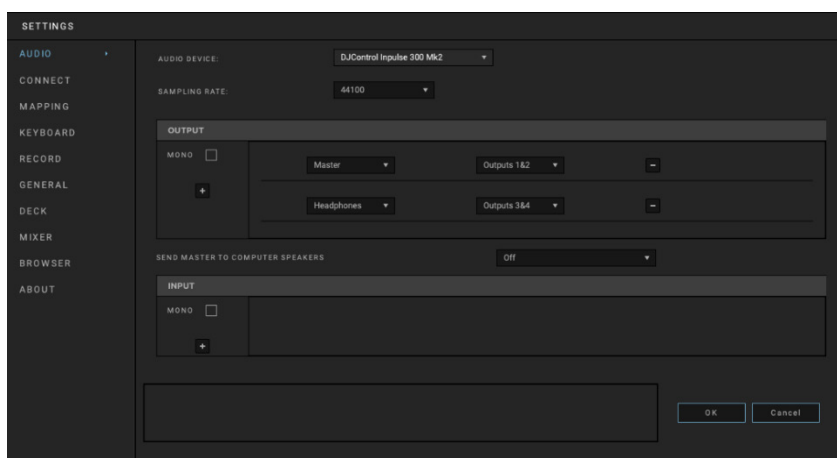 SETTINGS
AUDIO
CONNECT
MAPPING
KEYBOARD
RECORD
GENERAL
DECK
MIXER
BROWSER
ABOUT
AUDIO DEVICE: DJControl Inpulse 300 Mk2
SAMPLING RATE: 44100
OUTPUT
MONO
+
Master Outputs 1&2 -
Headphones Outputs 3&4 -
SEND MASTER TO COMPUTER SPEAKERS Off
INPUT
MONO
+
OK Cancel